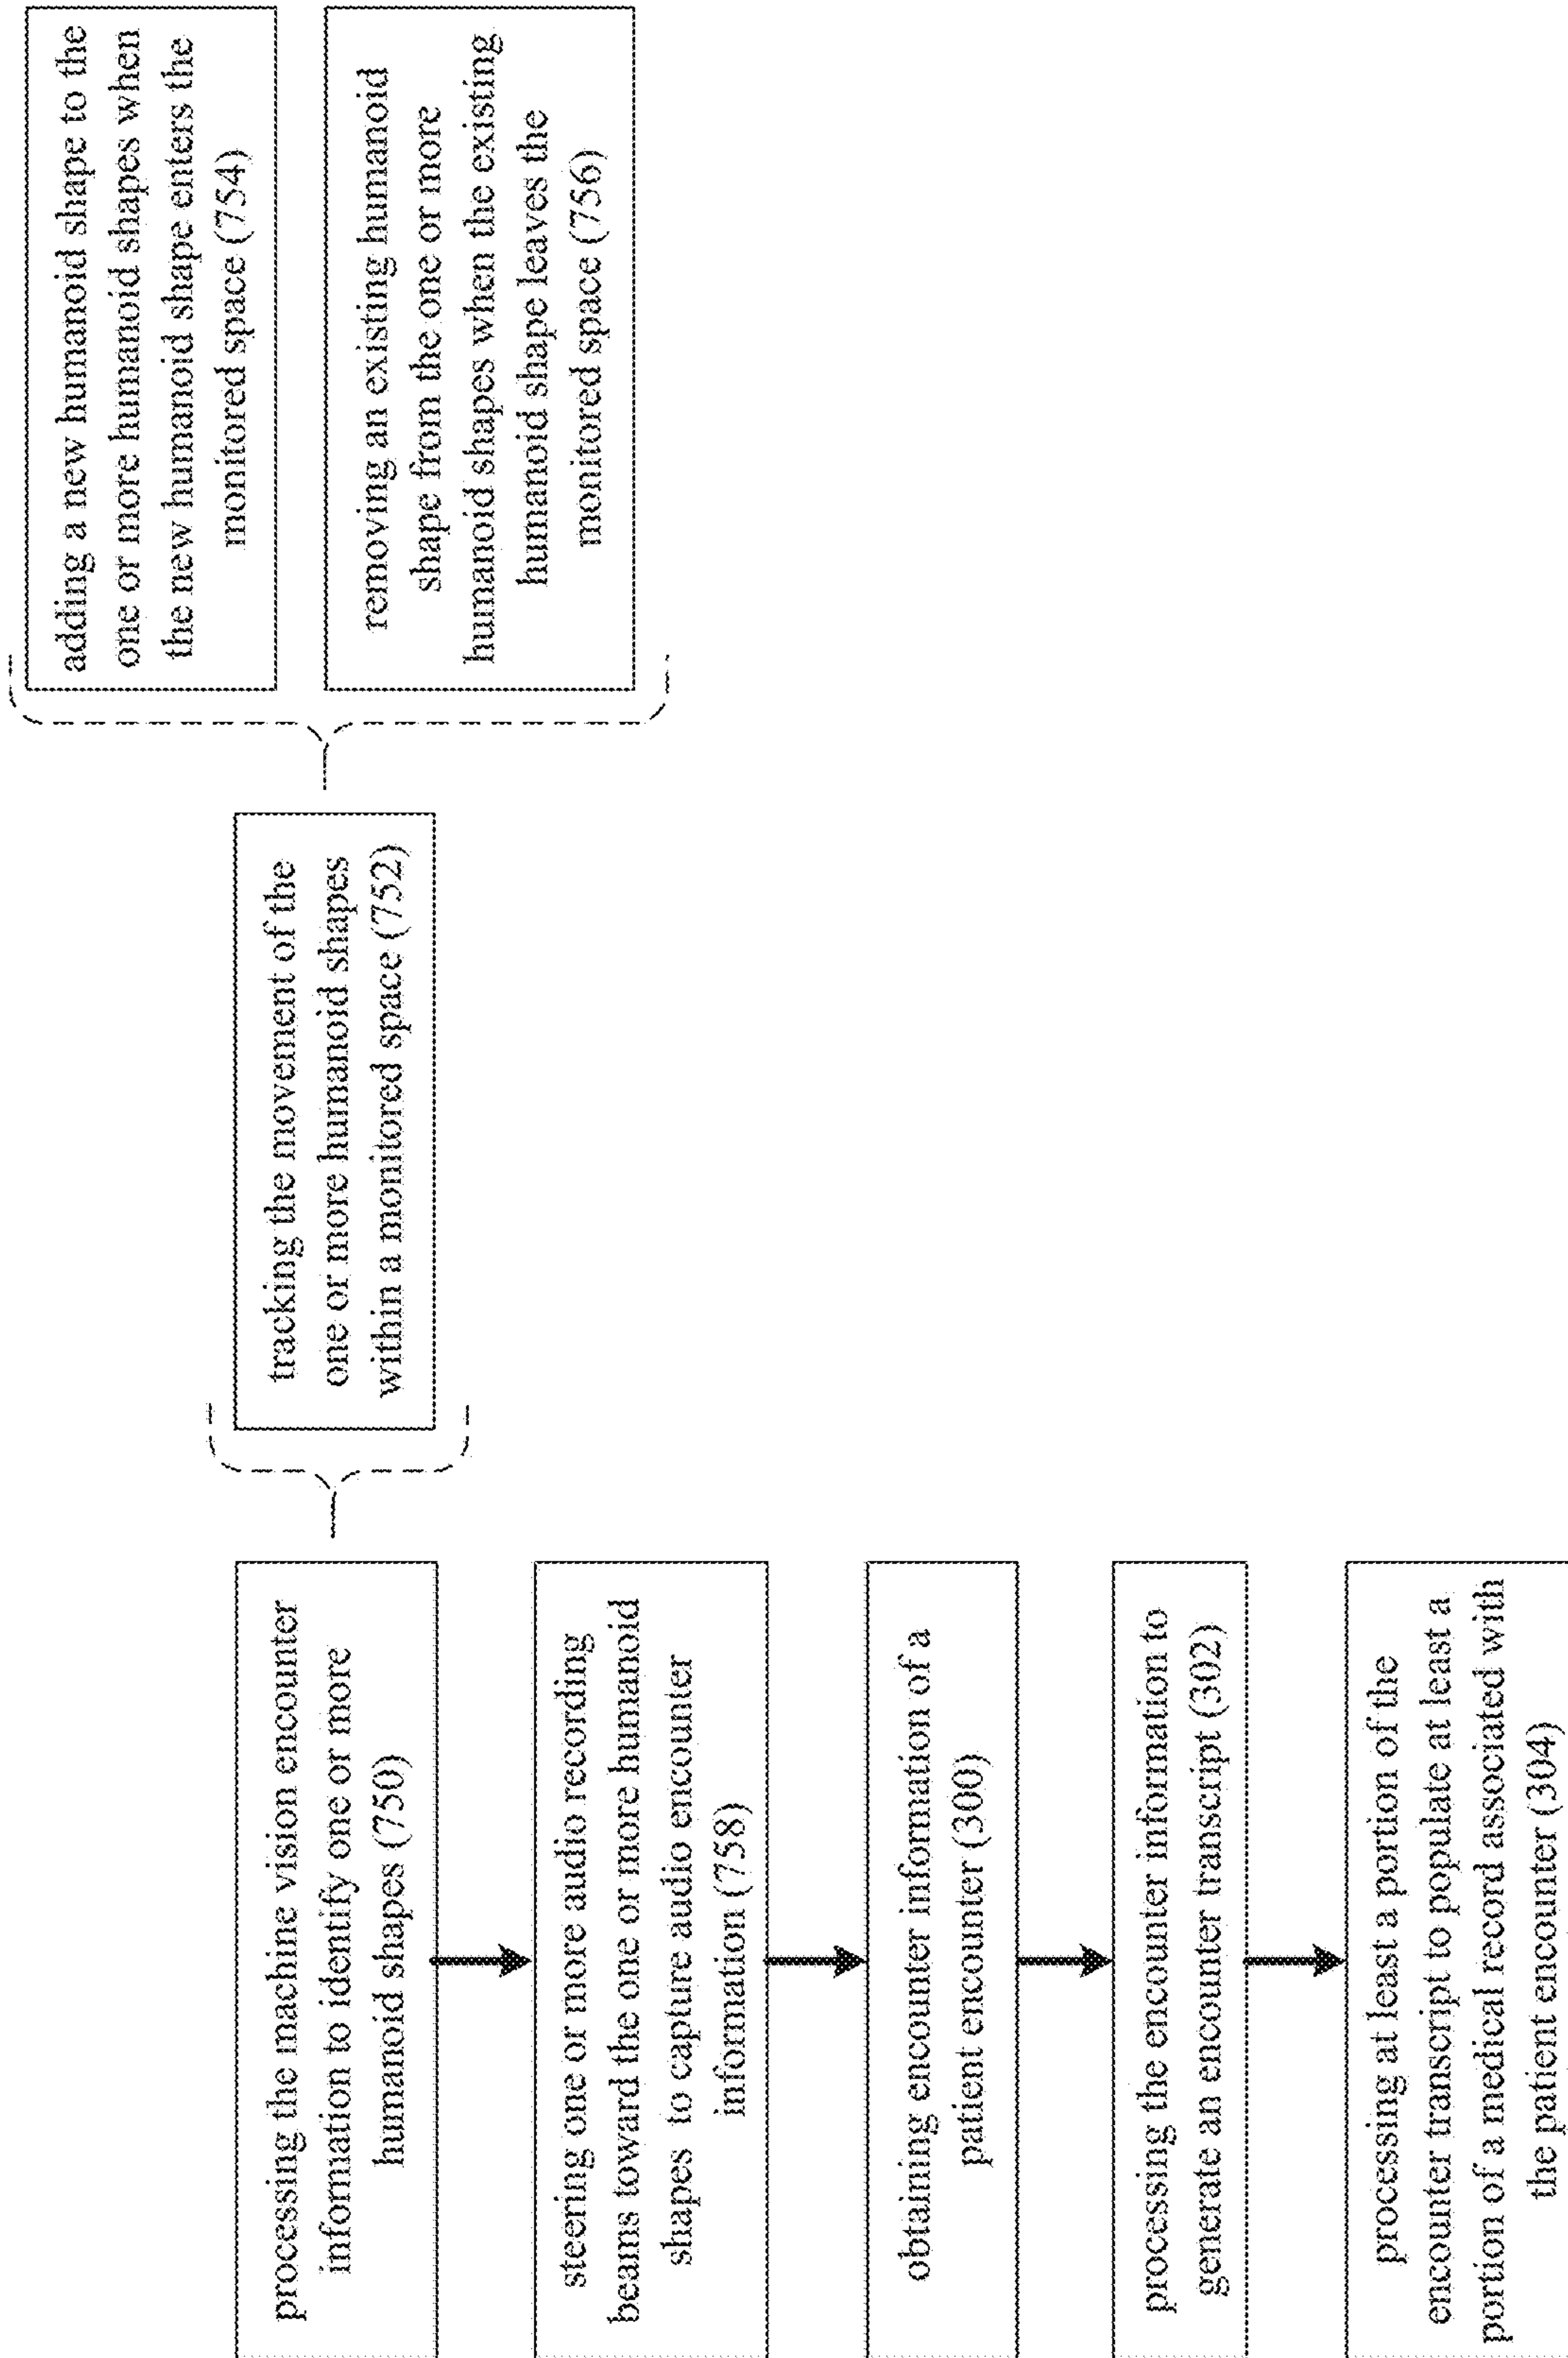 processing the machine vision encounter
information to identify one or more
humanoid shapes (750)
tracking the movement of the
one or more humanoid shapes
within a monitored space (752)
adding a new humanoid shape to the
one or more humanoid shapes when
the new humanoid shape enters the
monitored space (754)
removing an existing humanoid
shape from the one or more
humanoid shapes when the existing
humanoid shape leaves the
monitored space (756)
steering one or more audio recording
beams toward the one or more humanoid
shapes to capture audio encounter
information (758)
obtaining encounter information of a
patient encounter (300)
processing the encounter information to
generate an encounter transcript (302)
processing at least a portion of the
encounter transcript to populate at least a
portion of a medical record associated with
the patient encounter (304)